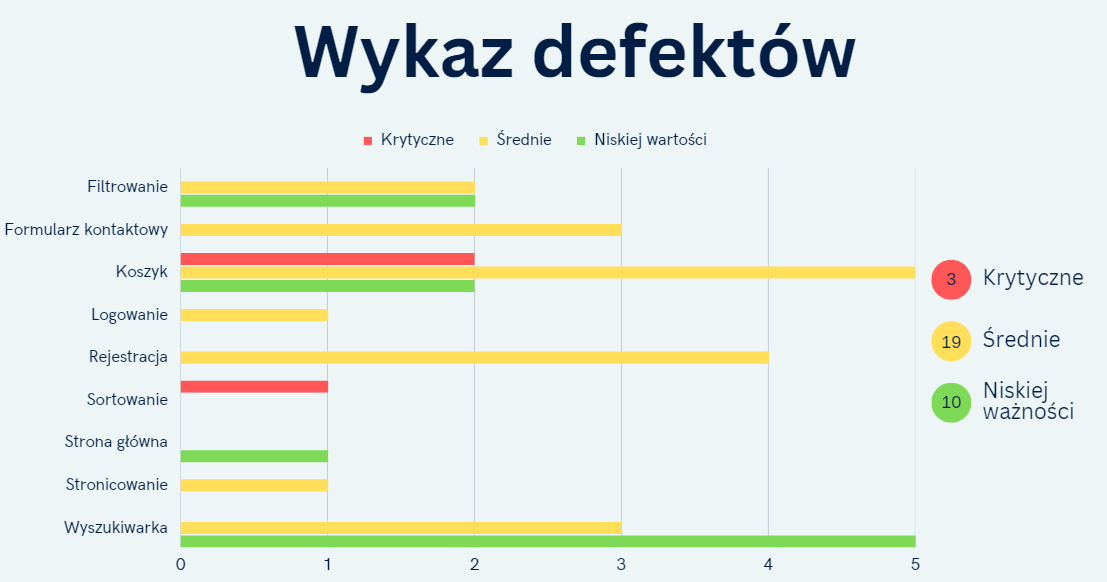 Wykaz defektów
Krytyczne Średnie Niskiej wartości
Filtrowanie
Formularz kontaktowy
Koszyk
Logowanie
Rejestracja
Sortowanie
Strona główna
Stronicowanie
Wyszukiwarka
0 1 2 3 4 5
3 Krytyczne
19 Średnie
10 Niskiej
ważności